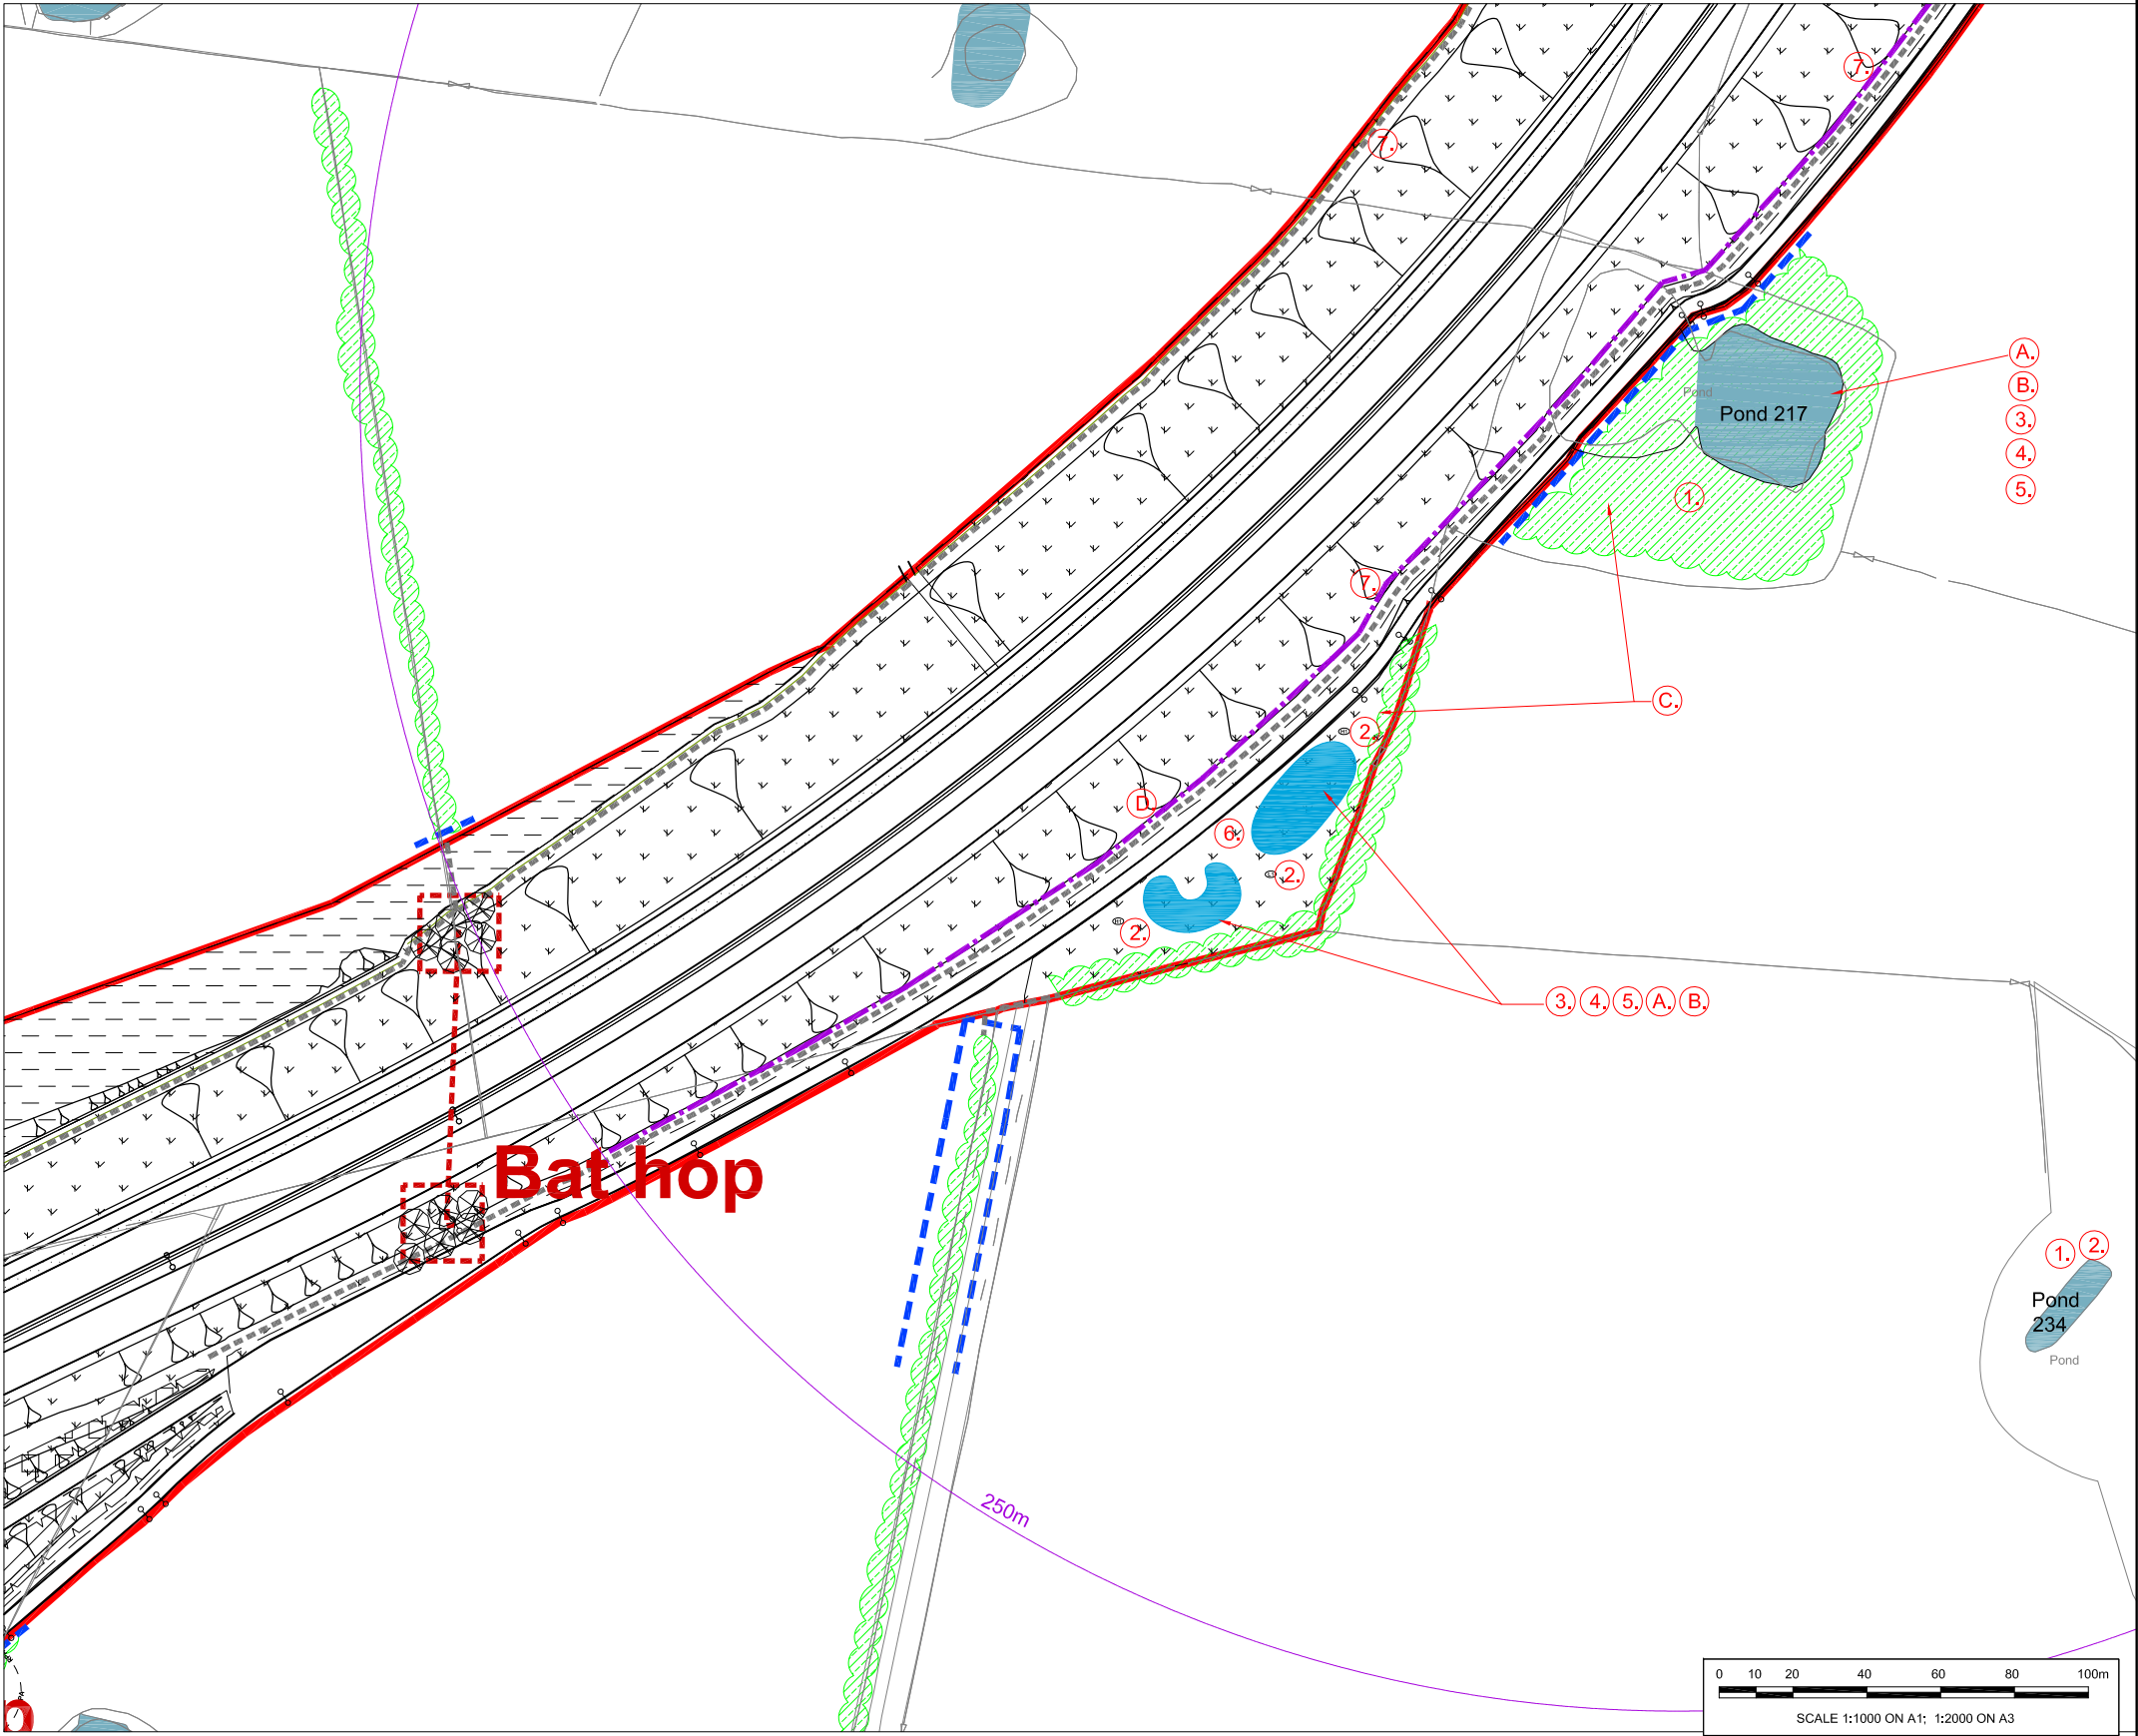 7.
7.
A.
B.
3.
4.
5.
Pond
Pond 217
1.
7.
C.
2.
D.
6.
2.
2.
3. 4. 5. A. B.
Bat hop
1. 2.
Pond
234
Pond
250m
0 10 20 40 60 80 100m
SCALE 1:1000 ON A1; 1:2000 ON A3